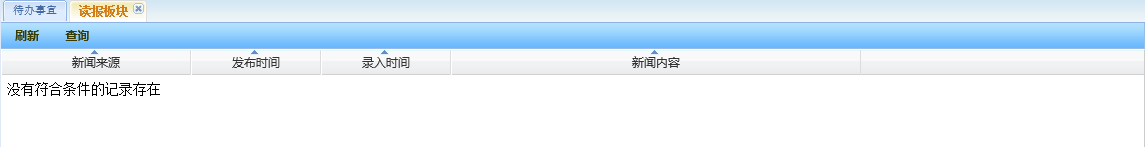 待办事宜 读报板块
刷新 查询
新闻来源 发布时间 录入时间 新闻内容
没有符合条件的记录存在